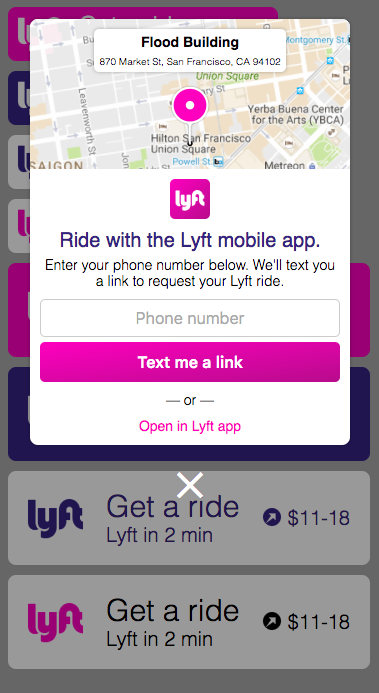 Flood Building
870 Market St, San Francisco, CA 94102
Montgomery St.
Union Square
Leavenworth St
Yerba Buena Center
for the Arts (YBCA)
Hilton San Francisco
Union Square
Powell St.
Metreon
SAIGON
lyft
Ride with the Lyft mobile app.
Enter your phone number below. We'll text you
a link to request your Lyft ride.
Phone number
Text me a link
— or —
Open in Lyft app
lyft
Get a ride
Lyft in 2 min
$11-18
lyft
Get a ride
Lyft in 2 min
$11-18